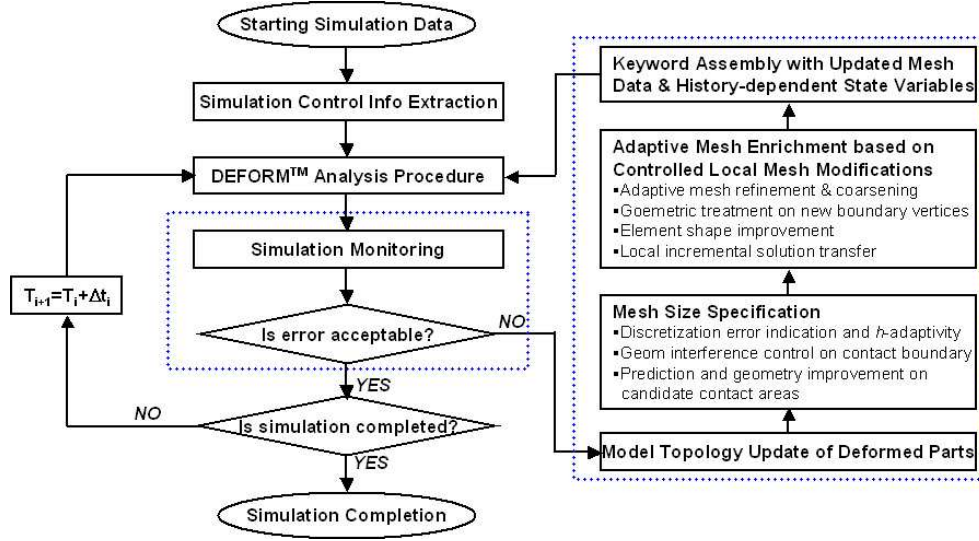 Starting Simulation Data
Simulation Control Info Extraction
DEFORM™ Analysis Procedure
Simulation Monitoring
Is error acceptable?
NO
YES
Is simulation completed?
NO
Ti+1=Ti+Δti
YES
Simulation Completion
Keyword Assembly with Updated Mesh
Data & History-dependent State Variables
Adaptive Mesh Enrichment based on
Controlled Local Mesh Modifications
▪Adaptive mesh refinement & coarsening
▪Goemetric treatment on new boundary vertices
▪Element shape improvement
▪Local incremental solution transfer
Mesh Size Specification
▪Discretization error indication and h-adaptivity
▪Geom interference control on contact boundary
▪Prediction and geometry improvement on
candidate contact areas
Model Topology Update of Deformed Parts